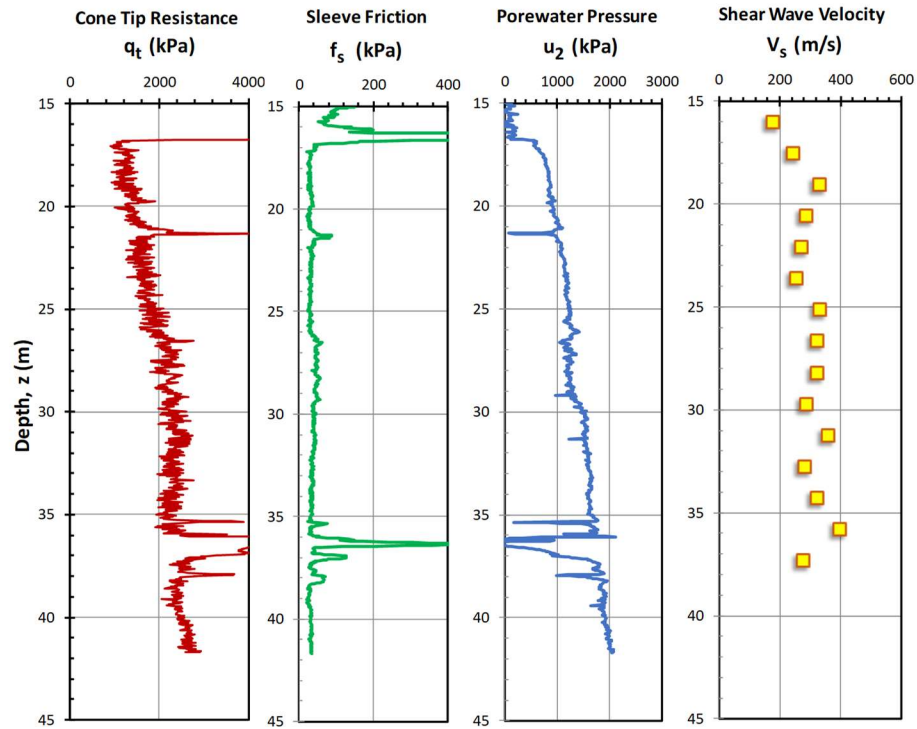 Cone Tip Resistance
qt (kPa)
0 2000 4000
15
20
25
30
35
40
45
Depth, z (m)
Sleeve Friction
fs (kPa)
0 200 400
15
20
25
30
35
40
45
Porewater Pressure
u2 (kPa)
0 1000 2000 3000
15
20
25
30
35
40
45
Shear Wave Velocity
Vs (m/s)
0 200 400 600
15
20
25
30
35
40
45